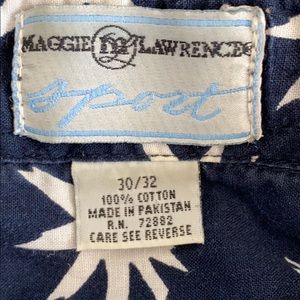 MAGGIE LAWRENCE®
sport
30/32
100% COTTON
MADE IN PAKISTAN
R.N. 72882
CARE SEE REVERSE